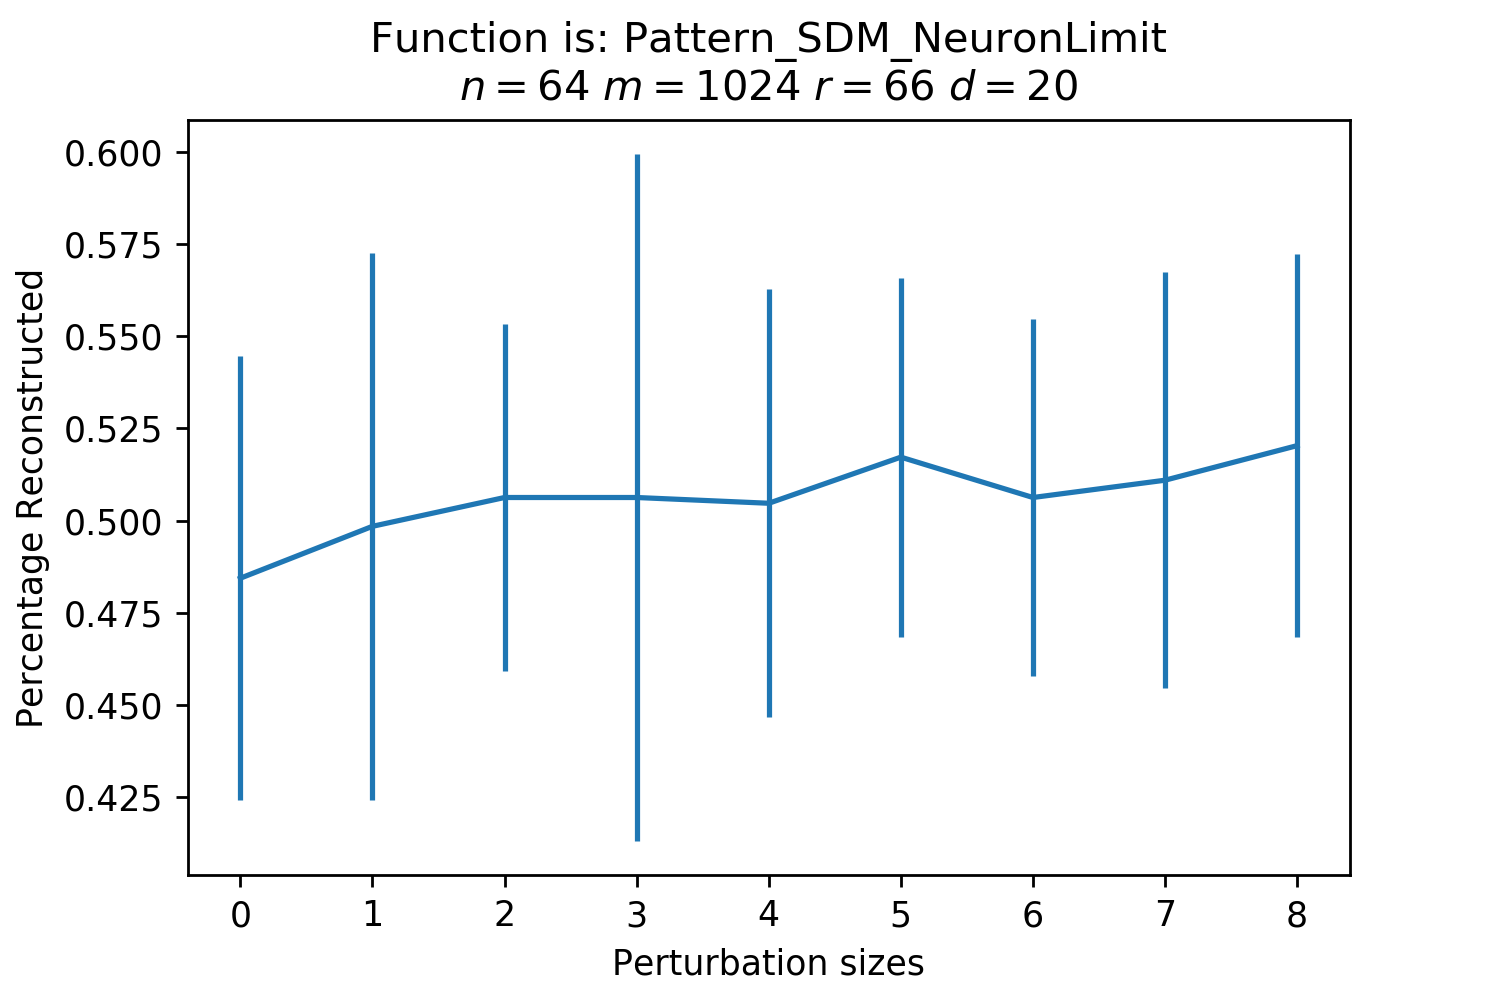 Function is: Pattern_SDM_NeuronLimit
n = 64 m = 1024 r = 66 d = 20
0.600
0.575
0.550
0.525
0.500
0.475
0.450
0.425
Percentage Reconstructed
0 1 2 3 4 5 6 7 8
Perturbation sizes